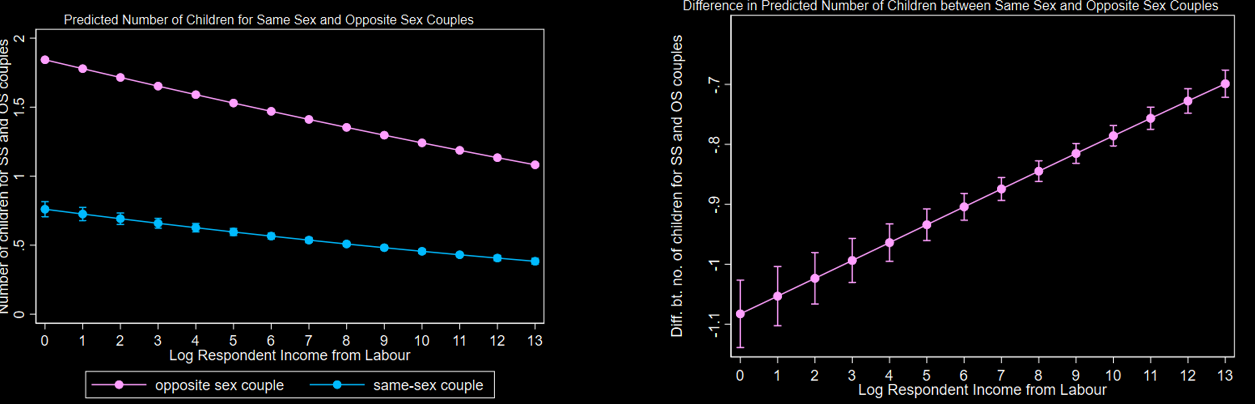 Predicted Number of Children for Same Sex and Opposite Sex Couples
Number of children for SS and OS couples
2
1.5
1
.5
0
0 1 2 3 4 5 6 7 8 9 10 11 12 13
Log Respondent Income from Labour
opposite sex couple same-sex couple
Difference in Predicted Number of Children between Same Sex and Opposite Sex Couples
Diff. bt. no. of children for SS and OS couples
-.7
-.8
-.9
-1
-1.1
0 1 2 3 4 5 6 7 8 9 10 11 12 13
Log Respondent Income from Labour